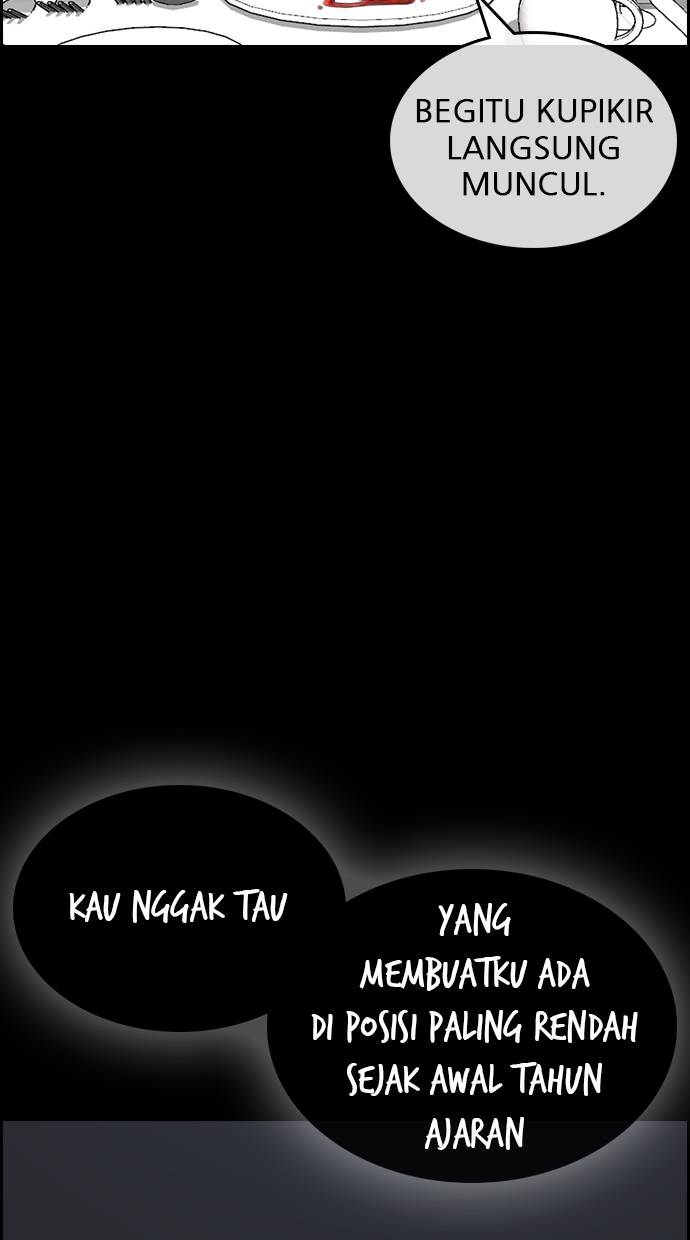 BEGITU KUPIKIR
LANGSUNG
MUNCUL.
KAU NGGAK TAU
YANG
MEMBUATKU ADA
DI POSISI PALING RENDAH
SEJAK AWAL TAHUN
AJARAN